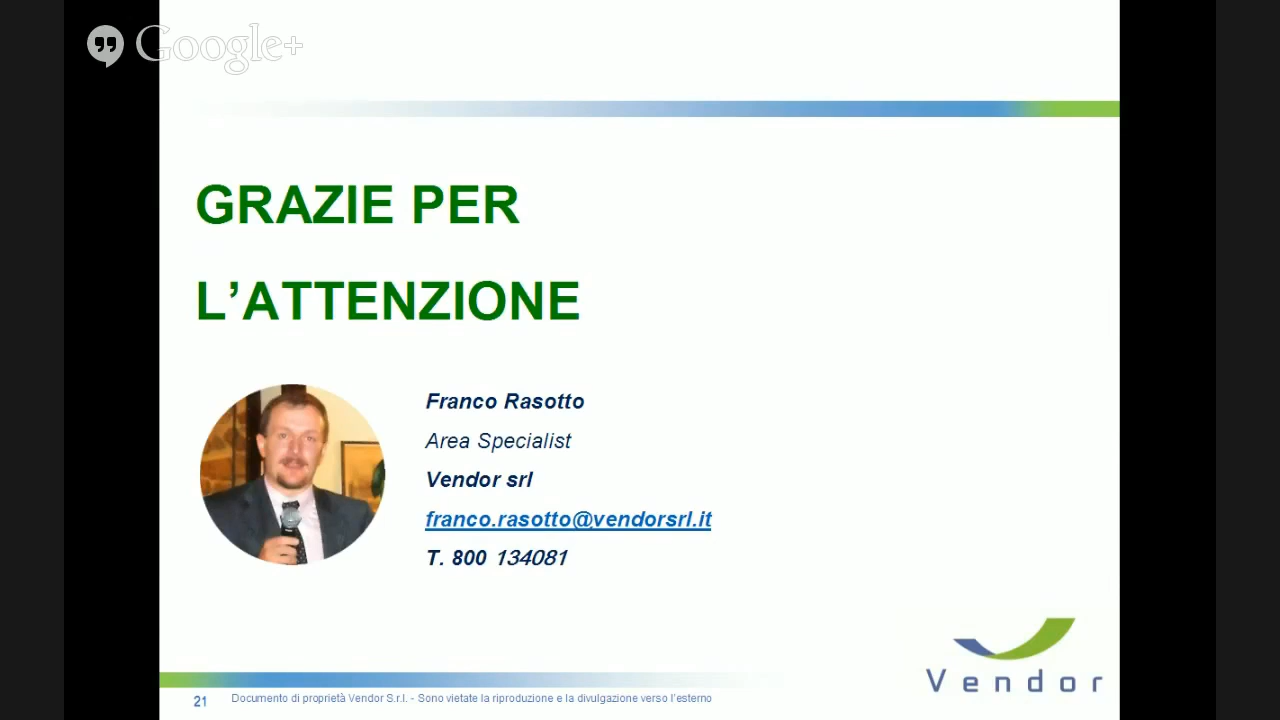 Google+
GRAZIE PER
L’ATTENZIONE
Franco Rasotto
Area Specialist
Vendor srl
franco.rasotto@vendorsrl.it
T. 800 134081
Vendor
21
Documento di proprietà Vendor S.r.l. - Sono vietate la riproduzione e la divulgazione verso l’esterno